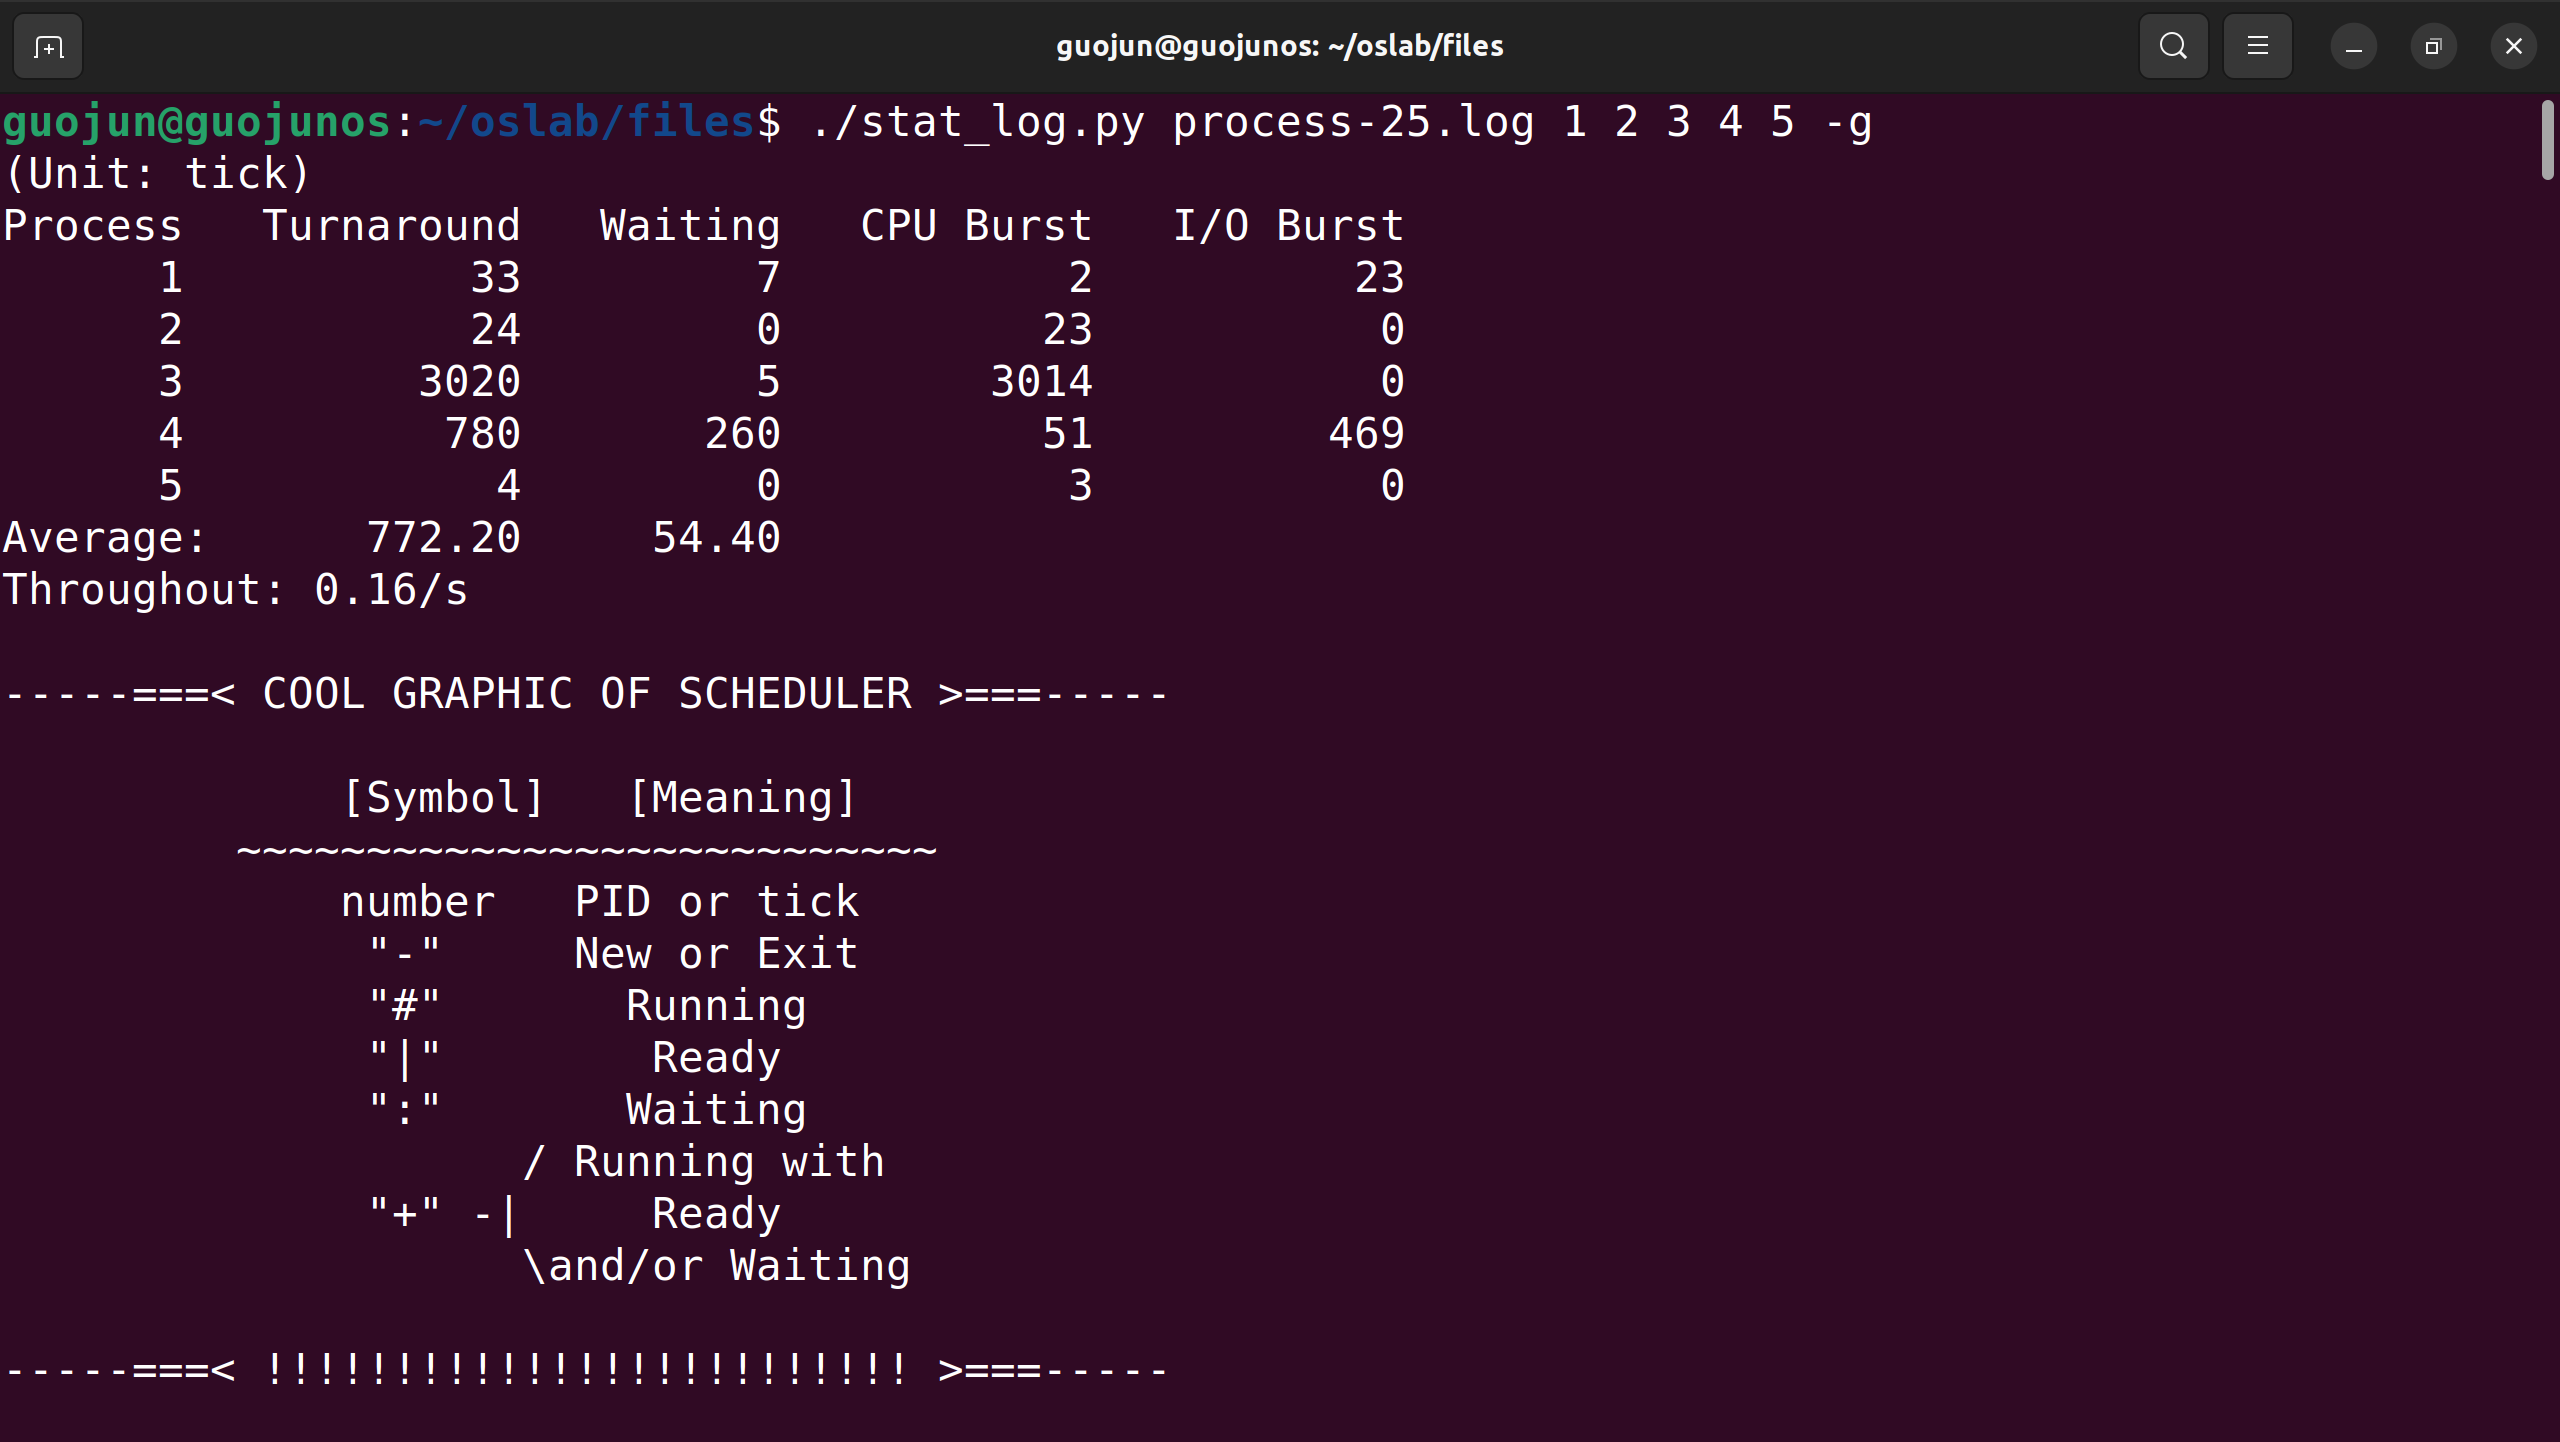 guojun@guojunos: ~/oslab/files
guojun@guojunos:~/oslab/files$ ./stat_log.py process-25.log 1 2 3 4 5 -g
(Unit: tick)
Process   Turnaround   Waiting   CPU Burst   I/O Burst
      1           33         7           2          23
      2           24         0          23           0
      3         3020         5        3014           0
      4          780       260          51         469
      5            4         0           3           0
Average:      772.20     54.40
Throughout: 0.16/s
-----===< COOL GRAPHIC OF SCHEDULER >===-----
             [Symbol]   [Meaning]
         ~~~~~~~~~~~~~~~~~~~~~~~~~~~
             number   PID or tick
              "-"     New or Exit
              "#"       Running
              "|"        Ready
              ":"       Waiting
                    / Running with
              "+" -|     Ready
                    \and/or Waiting
-----===< !!!!!!!!!!!!!!!!!!!!!!!!! >===-----